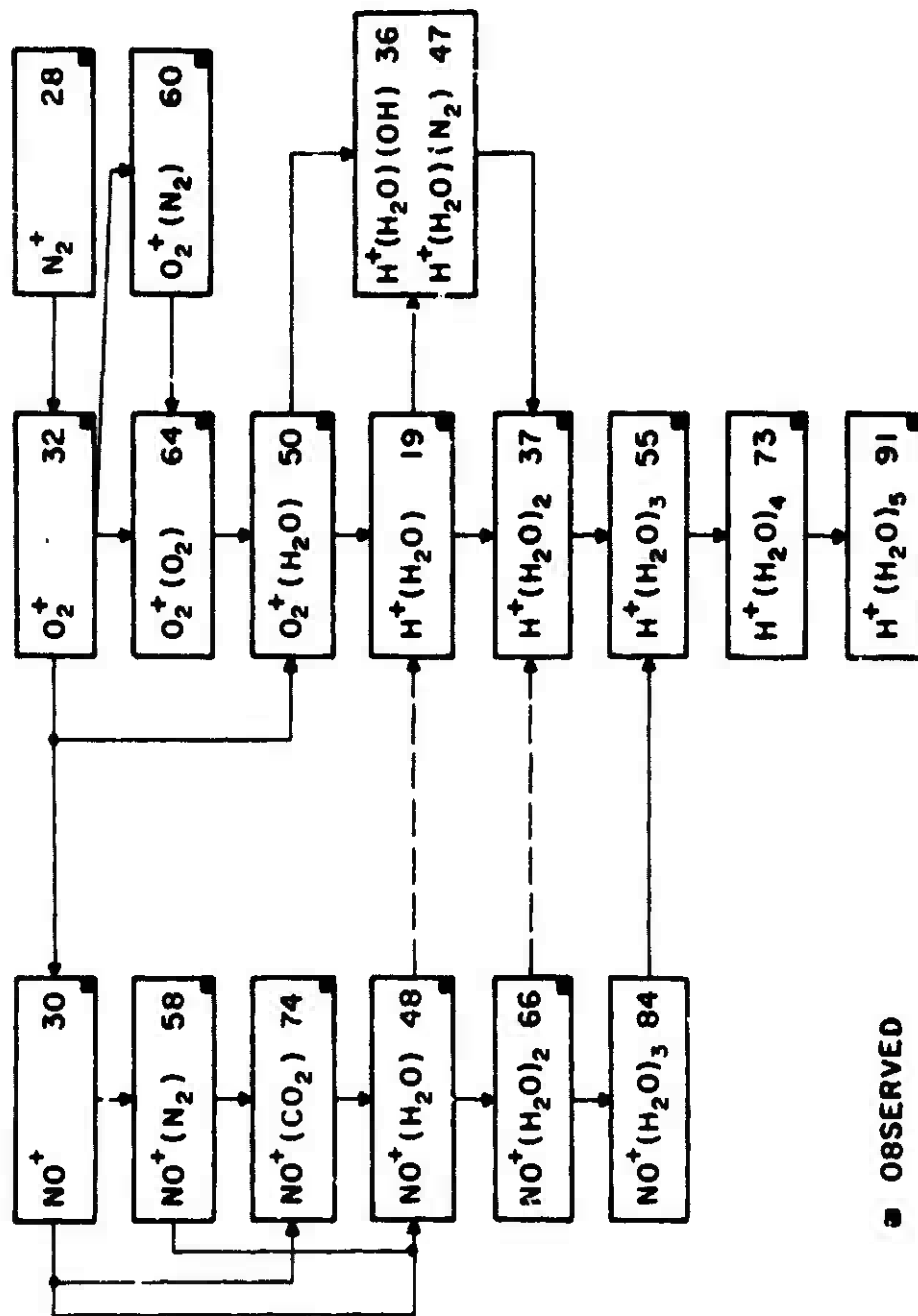 NO⁺ 30
O₂⁺ 32
N₂⁺ 28
NO⁺(N₂) 58
O₂⁺(O₂) 64
O₂⁺(N₂) 60
NO⁺(CO₂) 74
O₂⁺(H₂O) 50
NO⁺(H₂O) 48
H⁺(H₂O) 19
H⁺(H₂O)(OH) 36
H⁺(H₂O)(N₂) 47
NO⁺(H₂O)₂ 66
H⁺(H₂O)₂ 37
NO⁺(H₂O)₃ 84
H⁺(H₂O)₃ 55
H⁺(H₂O)₄ 73
H⁺(H₂O)₅ 91
OBSERVED